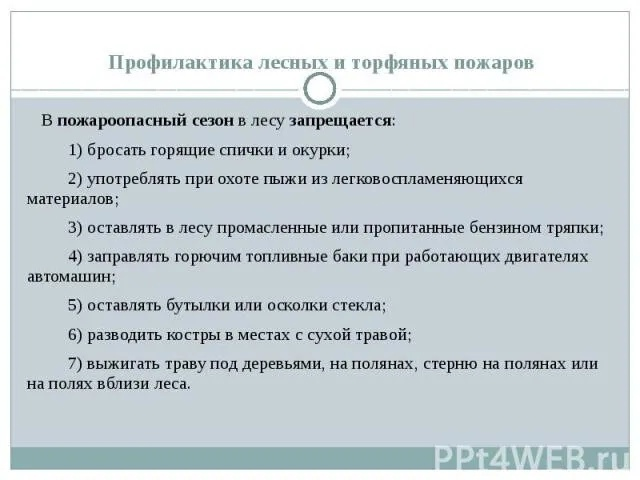 Профилактика лесных и торфяных пожаров
В пожароопасный сезон в лесу запрещается:
1) бросать горящие спички и окурки;
2) употреблять при охоте пыжи из легковоспламеняющихся
материалов;
3) оставлять в лесу промасленные или пропитанные бензином тряпки;
4) заправлять горючим топливные баки при работающих двигателях
автомашин;
5) оставлять бутылки или осколки стекла;
6) разводить костры в местах с сухой травой;
7) выжигать траву под деревьями, на полянах, стерню на полянах или
на полях вблизи леса.
PPt4WEB.ru